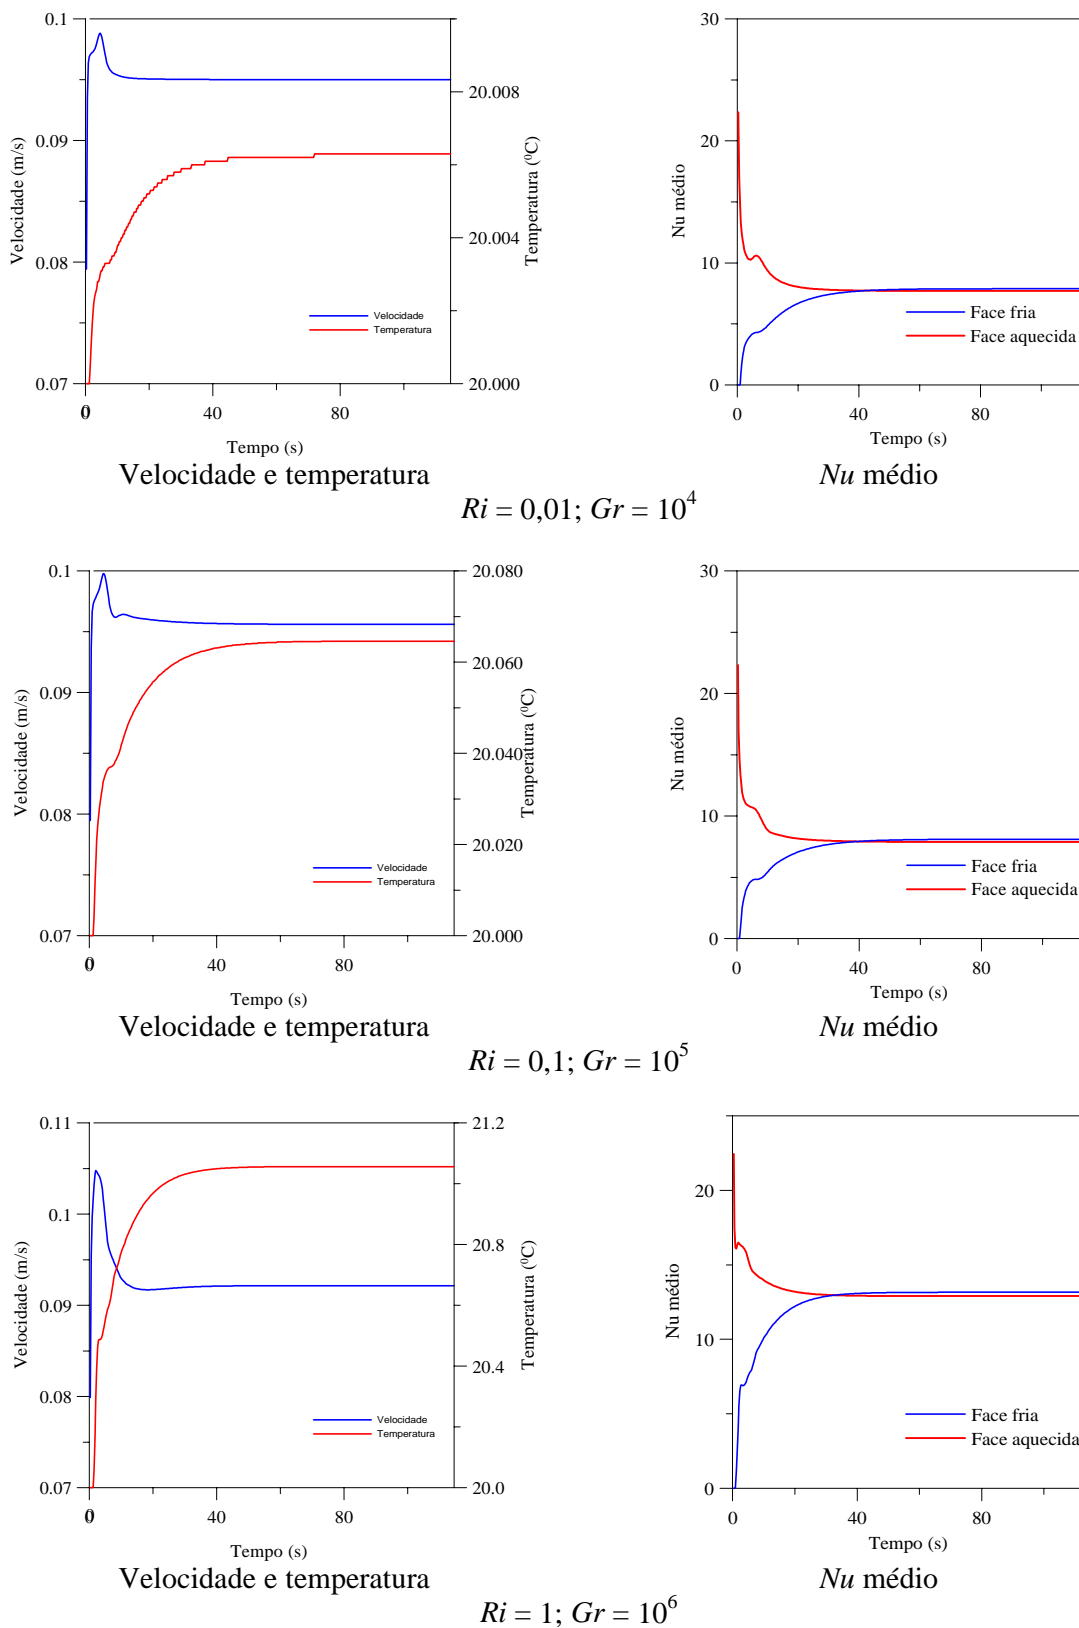 0.1
0.09
0.08
0.07
Velocidade (m/s)
20.008
20.004
20.000
Temperatura (⁰C)
Velocidade
Temperatura
0
0
40
80
Tempo (s)
Velocidade e temperatura
30
20
10
0
Nu médio
Face fria
Face aquecida
0
40
80
Tempo (s)
Nu médio
Ri = 0,01; Gr = 10⁴
0.1
0.09
0.08
0.07
Velocidade (m/s)
20.080
20.060
20.040
20.020
20.000
Temperatura (⁰C)
Velocidade
Temperatura
0
0
40
80
Tempo (s)
Velocidade e temperatura
30
20
10
0
Nu médio
Face fria
Face aquecida
0
40
80
Tempo (s)
Nu médio
Ri = 0,1; Gr = 10⁵
0.11
0.1
0.09
0.08
0.07
Velocidade (m/s)
21.2
20.8
20.4
20.0
Temperatura (⁰C)
Velocidade
Temperatura
0
0
40
80
Tempo (s)
Velocidade e temperatura
20
10
0
Nu médio
Face fria
Face aquecida
0
40
80
Tempo (s)
Nu médio
Ri = 1; Gr = 10⁶